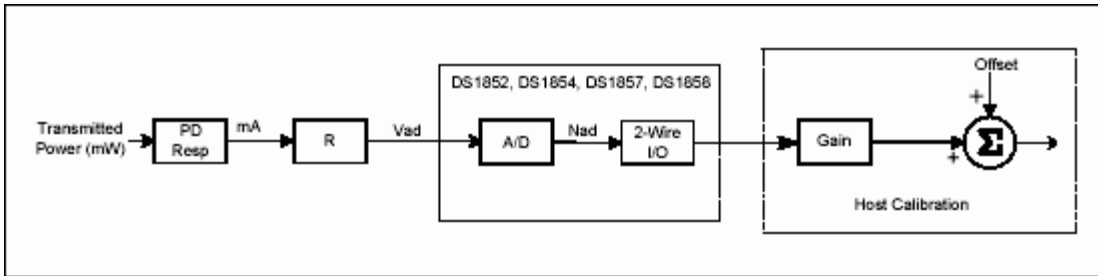 DS1852, DS1854, DS1857, DS1858
Offset
+
Transmitted
Power (mW)
PD
Resp
mA
R
Vad
A/D
Nad
2-Wire
I/O
Gain
+
Σ
Host Calibration